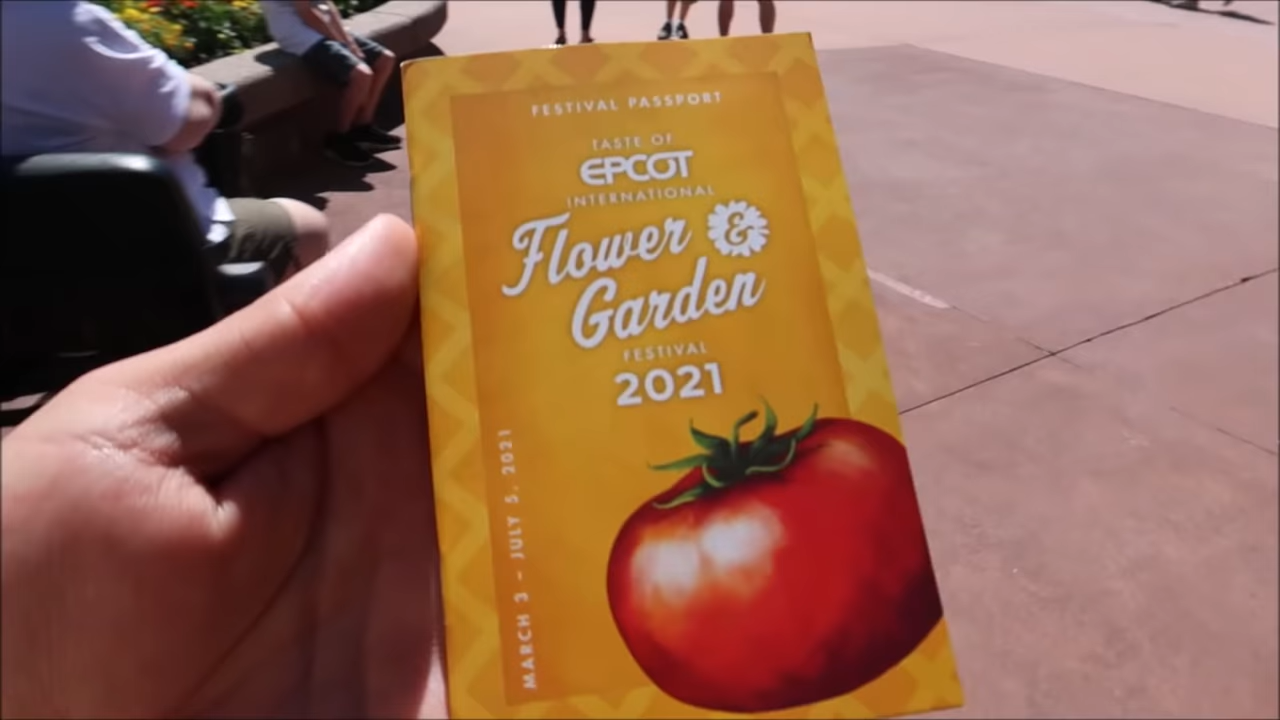 FESTIVAL PASSPORT
TASTE OF
EPCOT
INTERNATIONAL
Flower &
Garden
FESTIVAL
2021
MARCH 3 – JULY 5, 2021